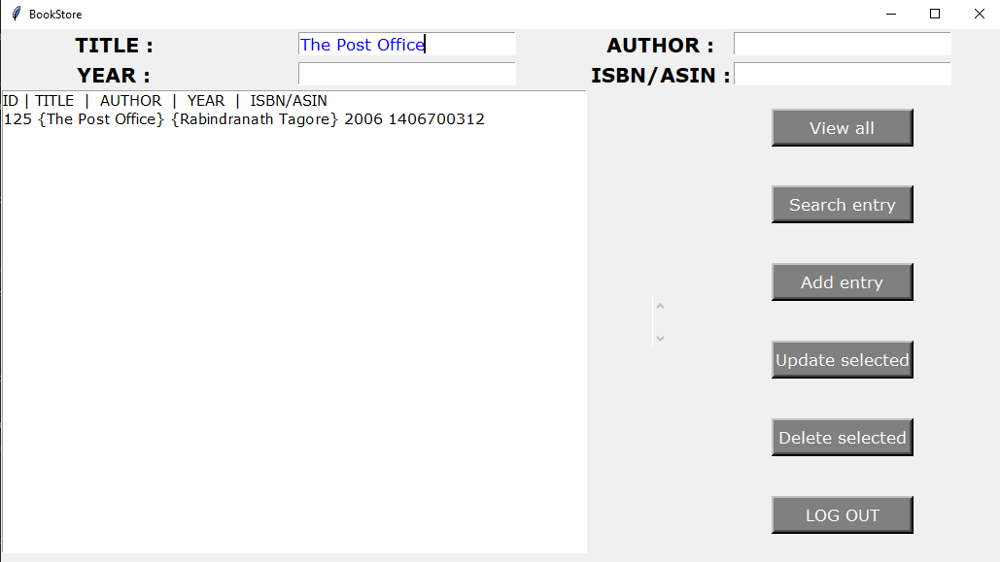 BookStore
TITLE : The Post Office AUTHOR :
YEAR : ISBN/ASIN :
ID | TITLE | AUTHOR | YEAR | ISBN/ASIN
125 {The Post Office} {Rabindranath Tagore} 2006 1406700312
View all
Search entry
Add entry
Update selected
Delete selected
LOG OUT